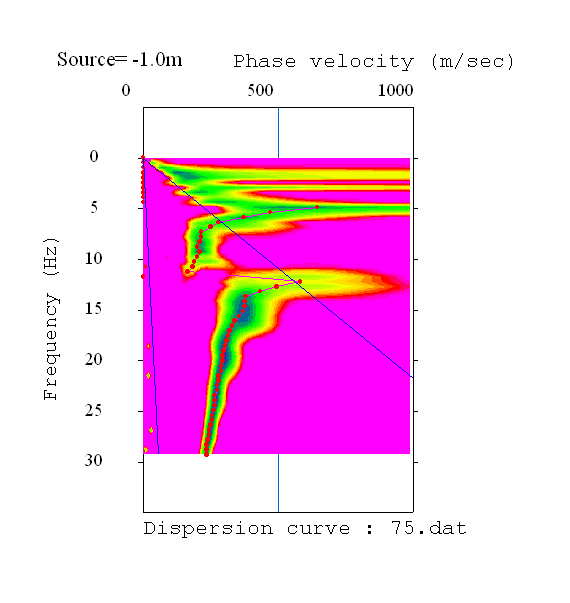 Source= -1.0m Phase velocity (m/sec)
0 500 1000
0
5
10
15
20
25
30
Frequency (Hz)
Dispersion curve : 75.dat